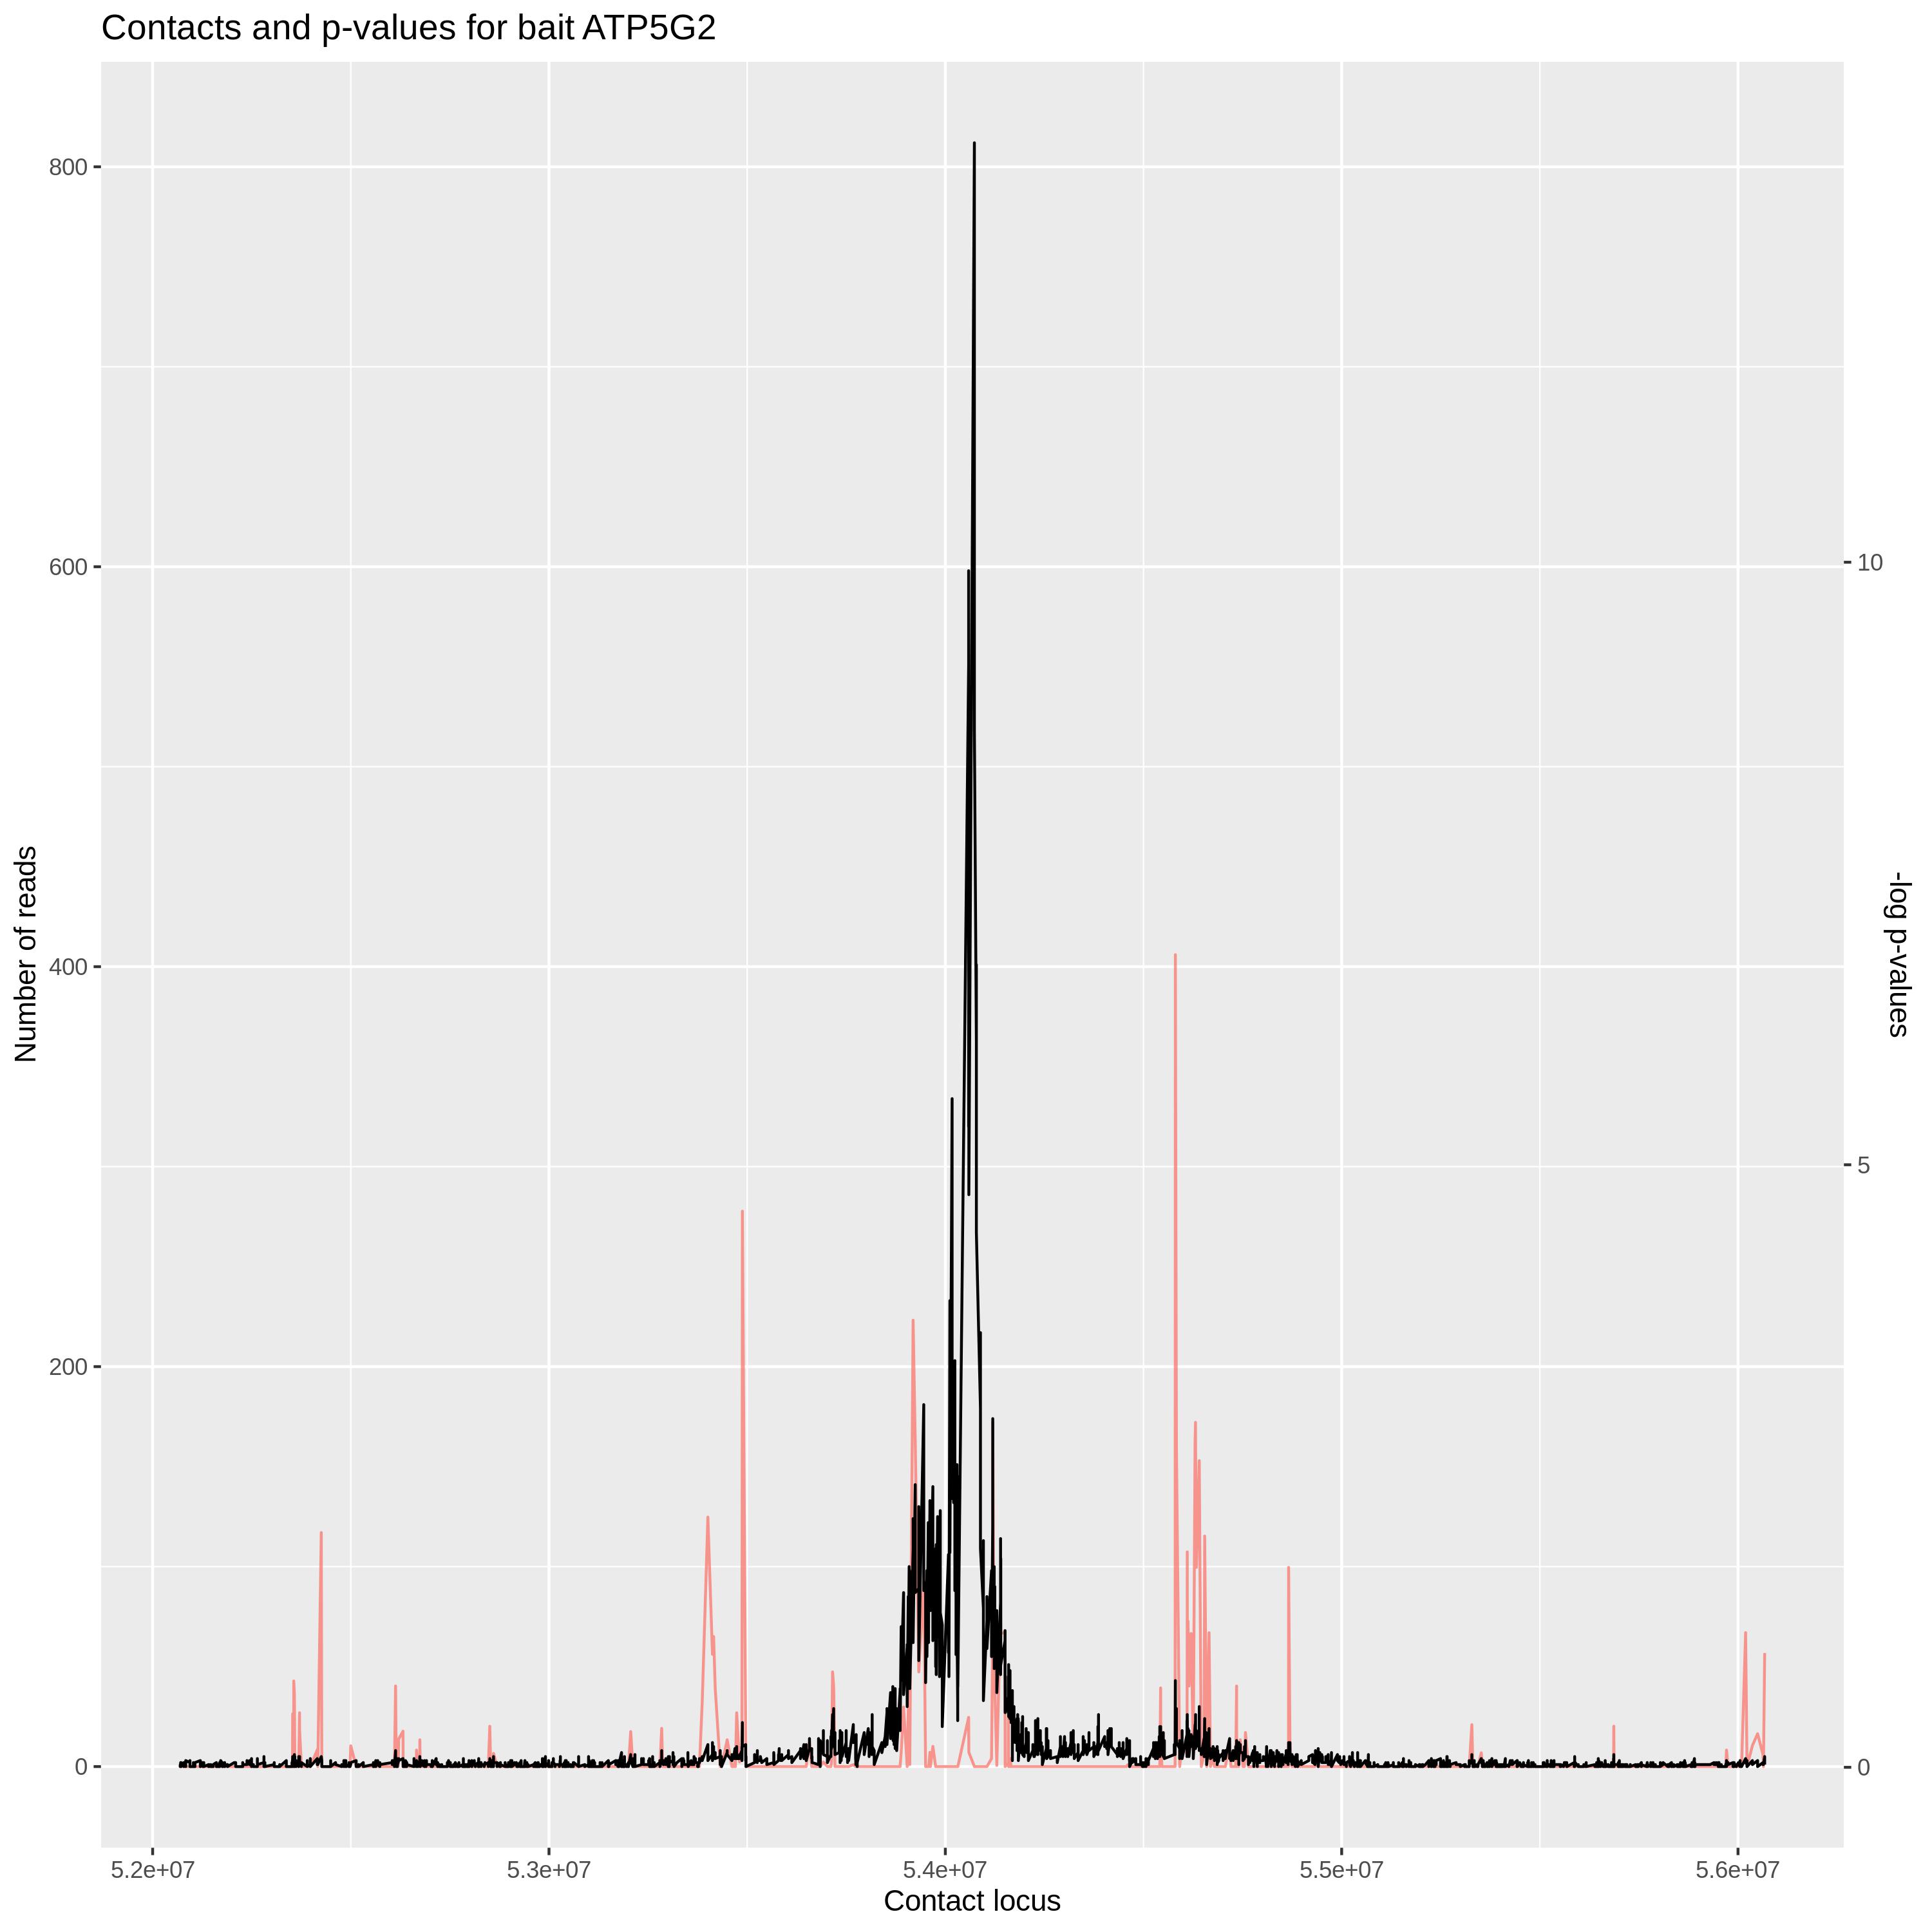 Contacts and p-values for bait ATP5G2
800
600
400
200
0
Number of reads
10
5
0
-log p-values
5.2e+07
5.3e+07
5.4e+07
5.5e+07
5.6e+07
Contact locus